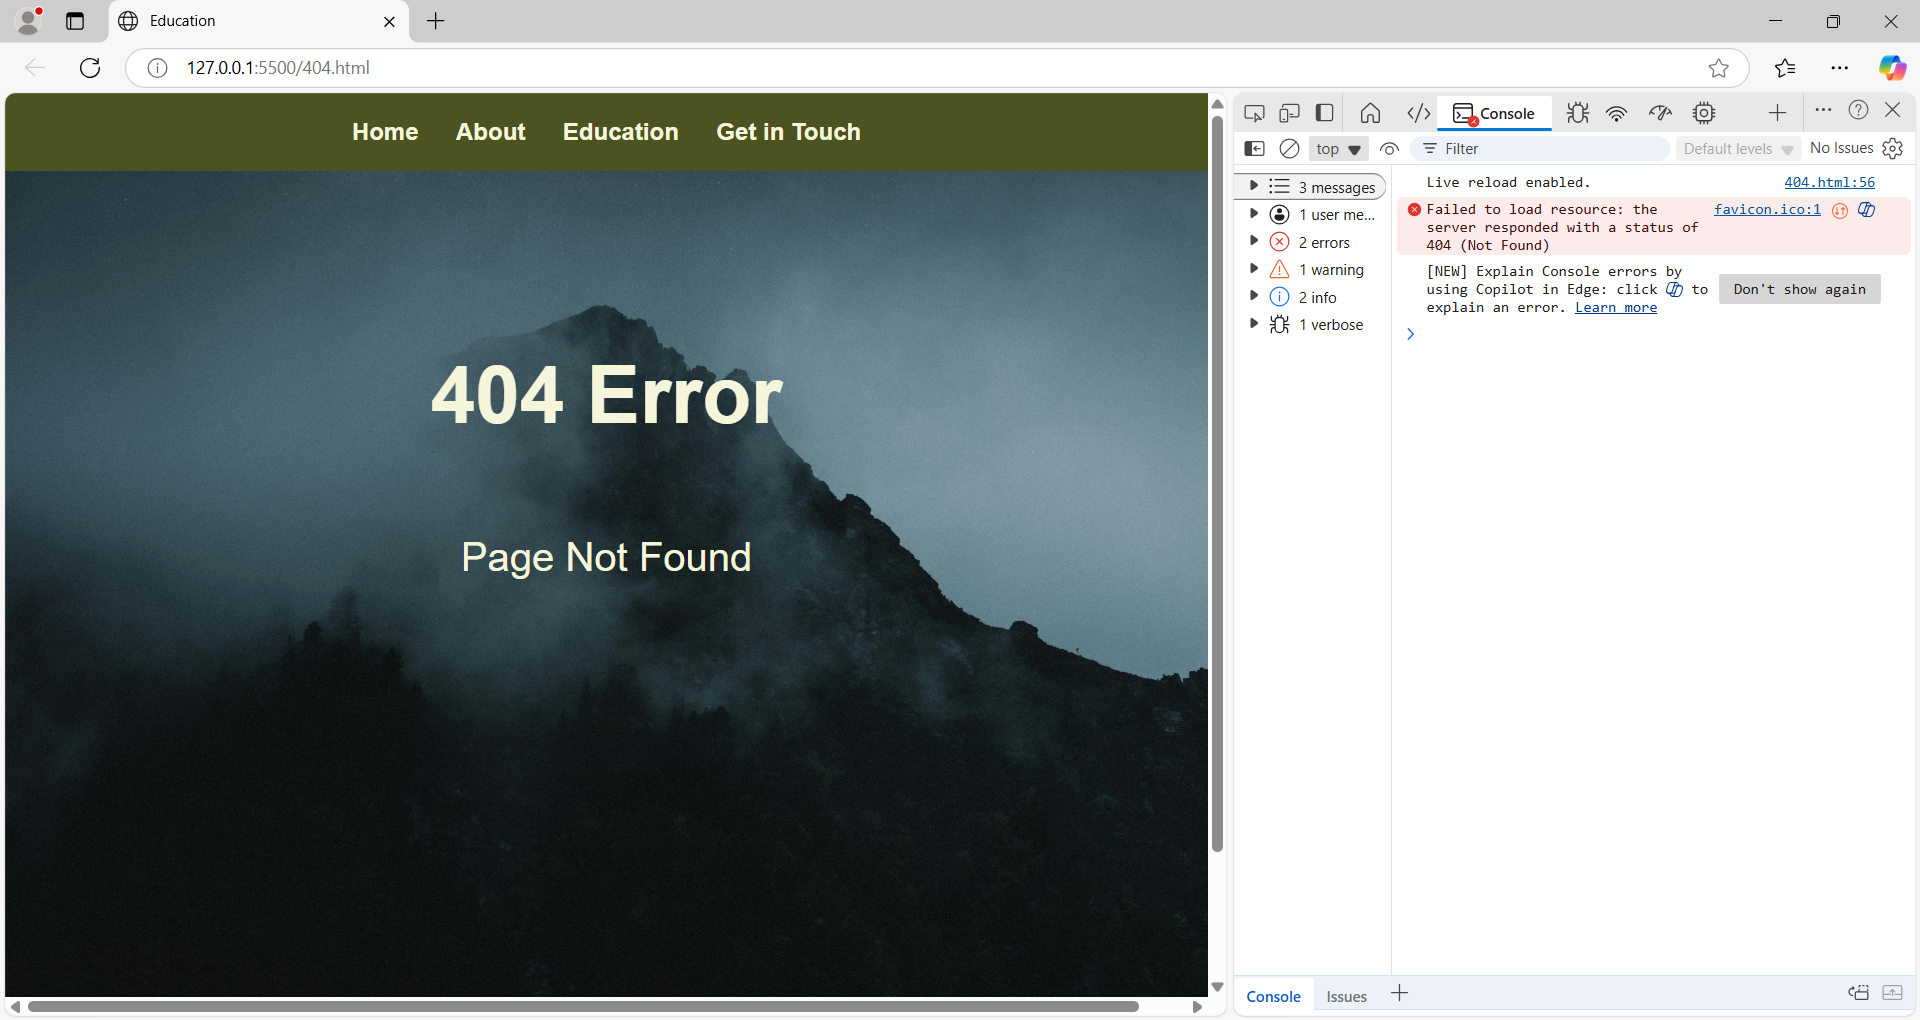 Education
127.0.0.1:5500/404.html
Home About Education Get in Touch
404 Error
Page Not Found
Console
top
Filter
Default levels
No Issues
3 messages
1 user me...
2 errors
1 warning
2 info
1 verbose
Live reload enabled. 404.html:56
Failed to load resource: the favicon.ico:1
server responded with a status of
404 (Not Found)
[NEW] Explain Console errors by
using Copilot in Edge: click to
explain an error. Learn more
Don't show again
Console Issues